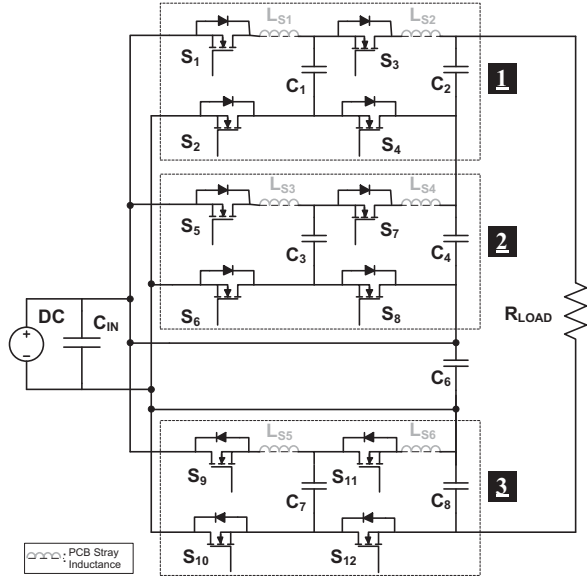 LS1
LS2
S1
C1
S3
C2
1
S2
S4
LS3
LS4
S5
C3
S7
C4
2
S6
S8
DC
CIN
+
−
RLOAD
C6
LS5
LS6
S9
C7
S11
C8
3
S10
S12
: PCB Stray
Inductance